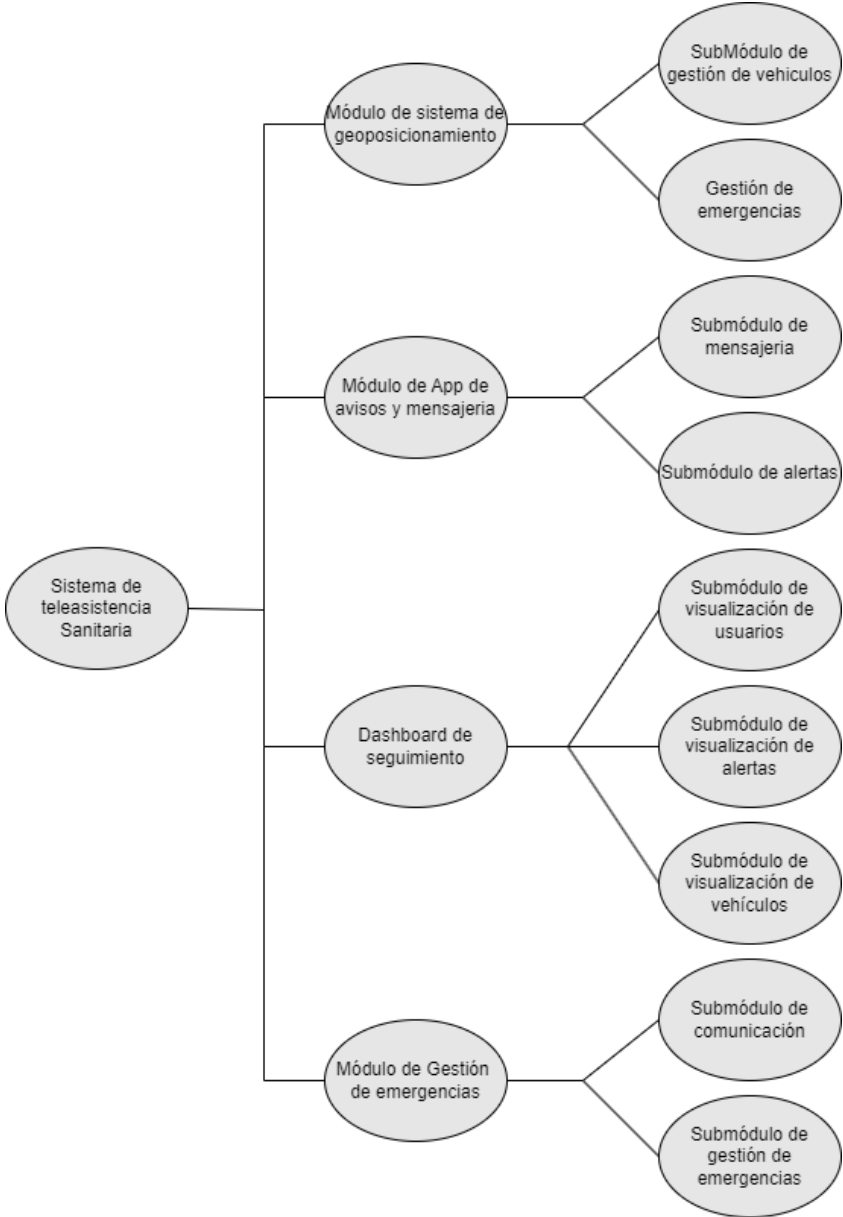 SubMódulo de
gestión de vehiculos
Módulo de sistema de
geoposicionamiento
Gestión de
emergencias
Submódulo de
mensajeria
Módulo de App de
avisos y mensajeria
Submódulo de alertas
Sistema de
teleasistencia
Sanitaria
Submódulo de
visualización de
usuarios
Dashboard de
seguimiento
Submódulo de
visualización de
alertas
Submódulo de
visualización de
vehículos
Submódulo de
comunicación
Módulo de Gestión
de emergencias
Submódulo de
gestión de
emergencias